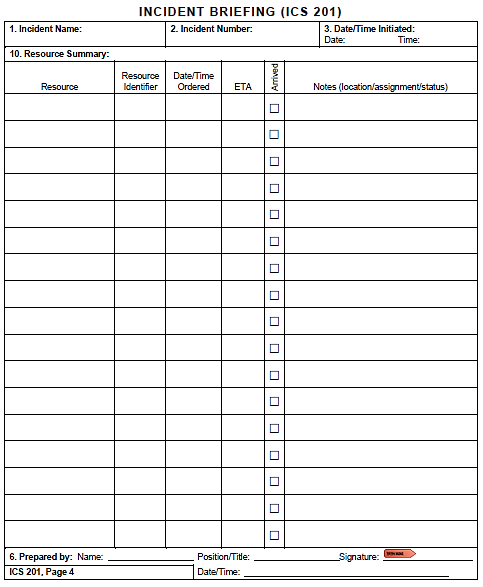 INCIDENT BRIEFING (ICS 201)
1. Incident Name:
2. Incident Number:
3. Date/Time Initiated:
Date: Time:
10. Resource Summary:
Resource
Resource
Identifier
Date/Time
Ordered
ETA
Arrived
Notes (location/assignment/status)
6. Prepared by: Name:
Position/Title:
Signature:
ICS 201, Page 4
Date/Time: